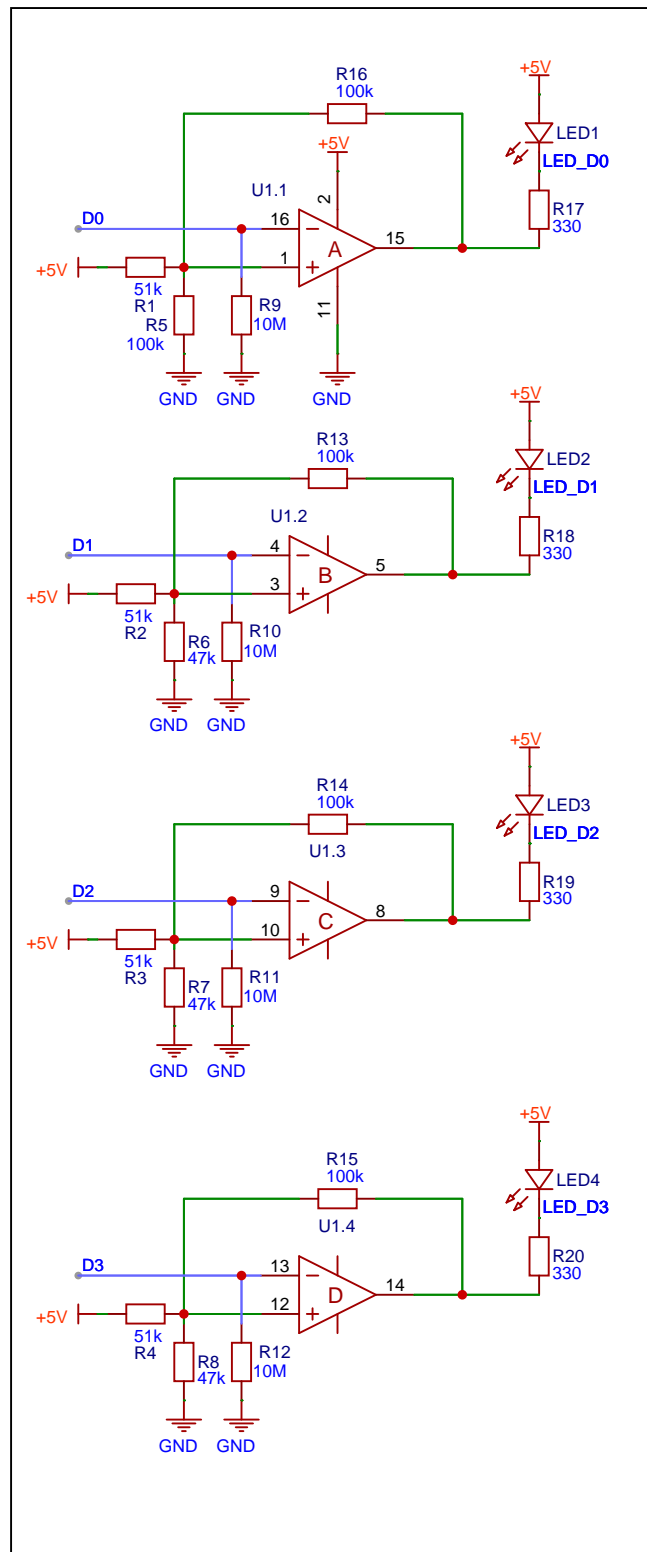 R16
100k
+5V
LED1
LED_D0
R17
330
+5V
2
U1.1
D0
16
1
A
15
11
+5V
51k
R1
R5
100k
R9
10M
GND
GND
GND
R13
100k
+5V
LED2
LED_D1
R18
330
U1.2
D1
4
3
B
5
+5V
51k
R2
R6
47k
R10
10M
GND
GND
R14
100k
U1.3
+5V
LED3
LED_D2
R19
330
D2
9
10
C
8
+5V
51k
R3
R7
47k
R11
10M
GND
GND
R15
100k
U1.4
+5V
LED4
LED_D3
R20
330
D3
13
12
D
14
+5V
51k
R4
R8
47k
R12
10M
GND
GND